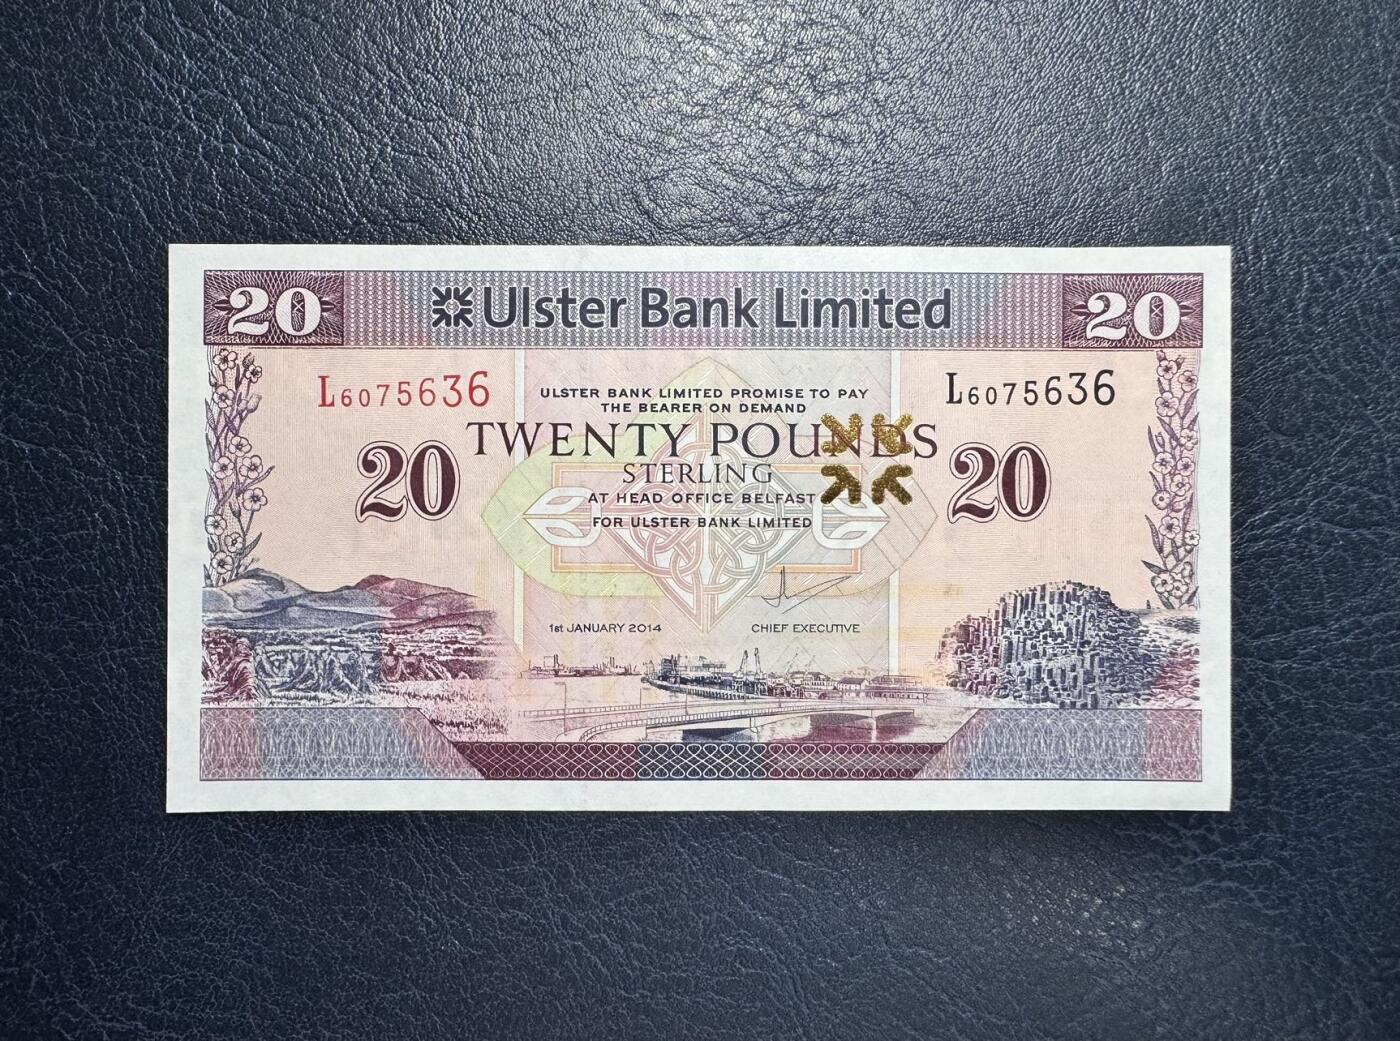 20 Ulster Bank Limited 20
L6075636 L6075636
ULSTER BANK LIMITED PROMISE TO PAY
THE BEARER ON DEMAND
TWENTY POUNDS
20 STERLING 20
AT HEAD OFFICE BELFAST
FOR ULSTER BANK LIMITED
1st JANUARY 2014 CHIEF EXECUTIVE